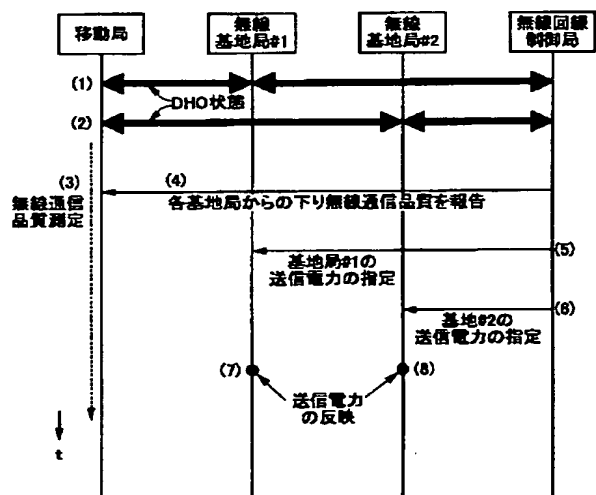 移動局
無線
基地局#1
無線
基地局#2
無線回線
制御局
(1)
DHO状態
(2)
(3)
無線通信
品質測定
(4)
各基地局からの下り無線通信品質を報告
(5)
基地局#1の
送信電力の指定
(6)
基地#2の
送信電力の指定
(7)
(8)
送信電力
の反映
t